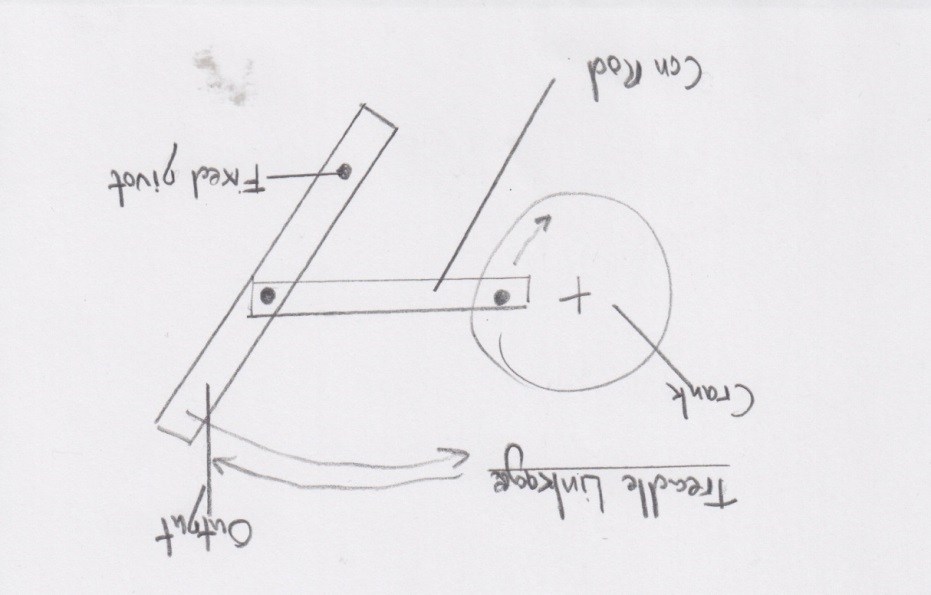 Treadle Linkage
Output
Crank
Fixed pivot
Con Rod